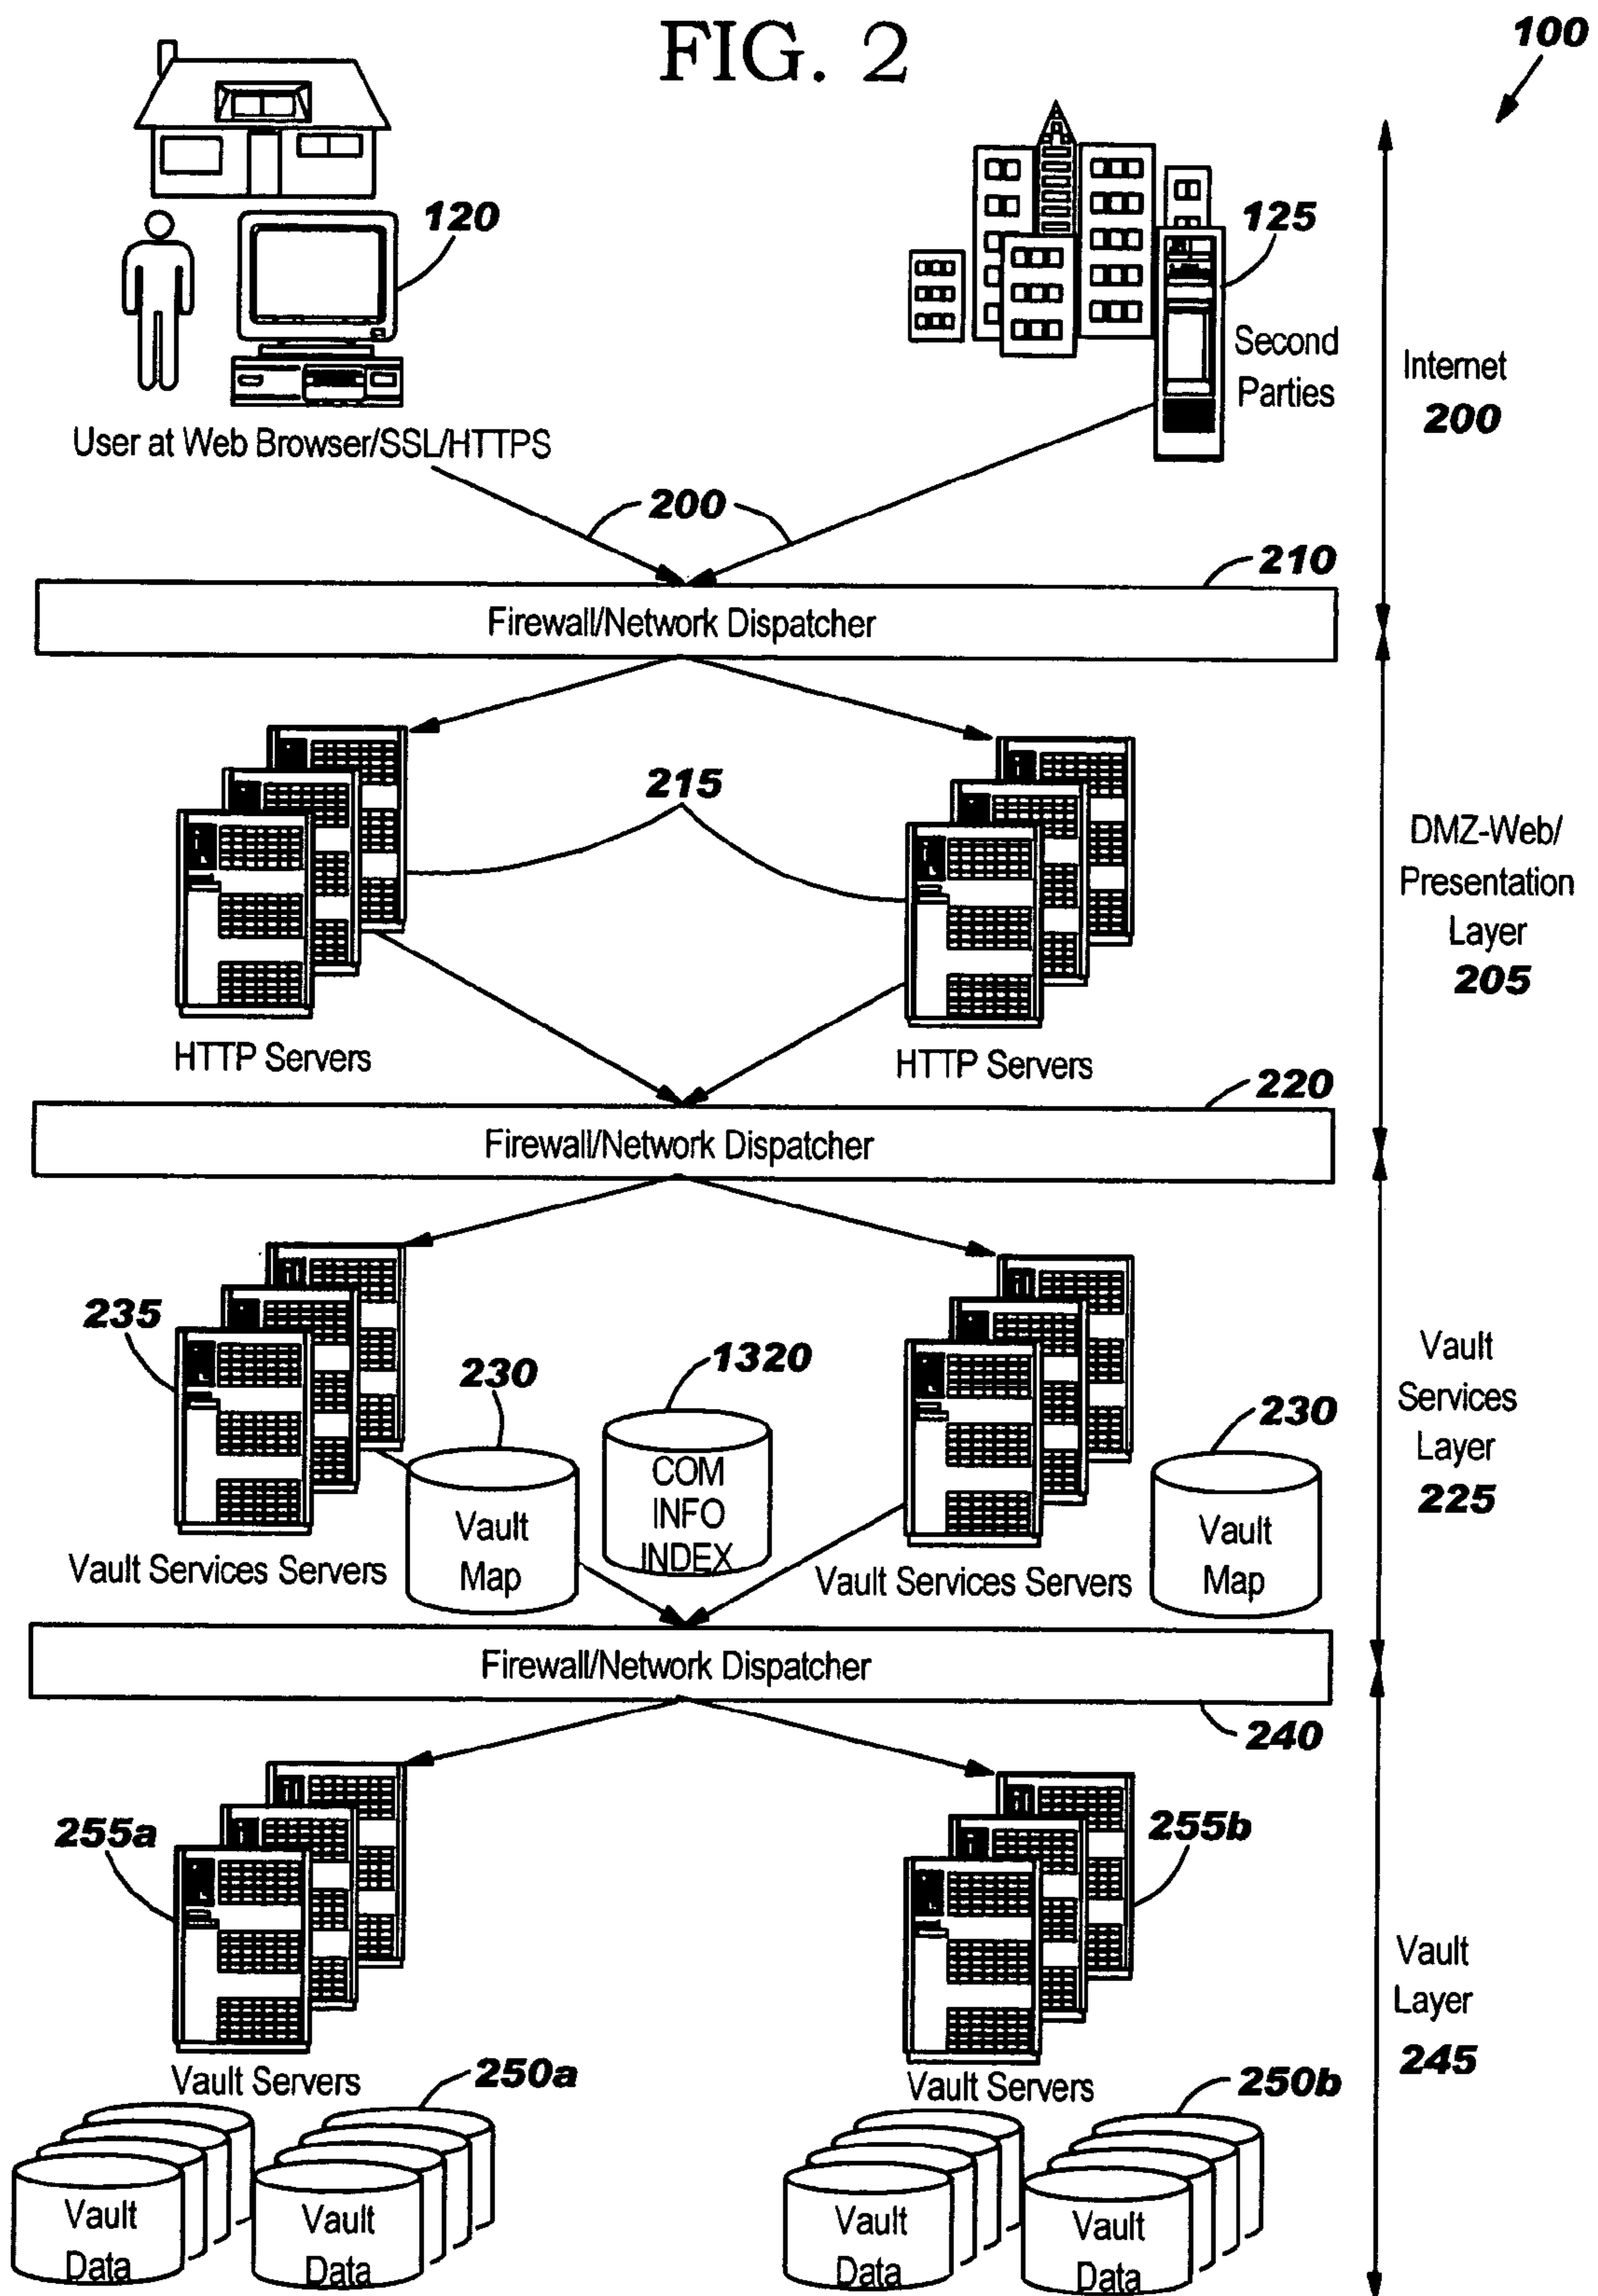 FIG. 2
100
120
125
Second
Parties
Internet
200
User at Web Browser/SSL/HTTPS
200
210
Firewall/Network Dispatcher
215
DMZ-Web/
Presentation
Layer
205
HTTP Servers
HTTP Servers
220
Firewall/Network Dispatcher
235
230
1320
230
Vault
Services
Layer
225
COM
INFO
INDEX
Vault
Map
Vault
Map
Vault Services Servers
Vault Services Servers
Firewall/Network Dispatcher
240
255a
255b
Vault
Layer
245
Vault Servers
Vault Servers
250a
250b
Vault
Data
Vault
Data
Vault
Data
Vault
Data